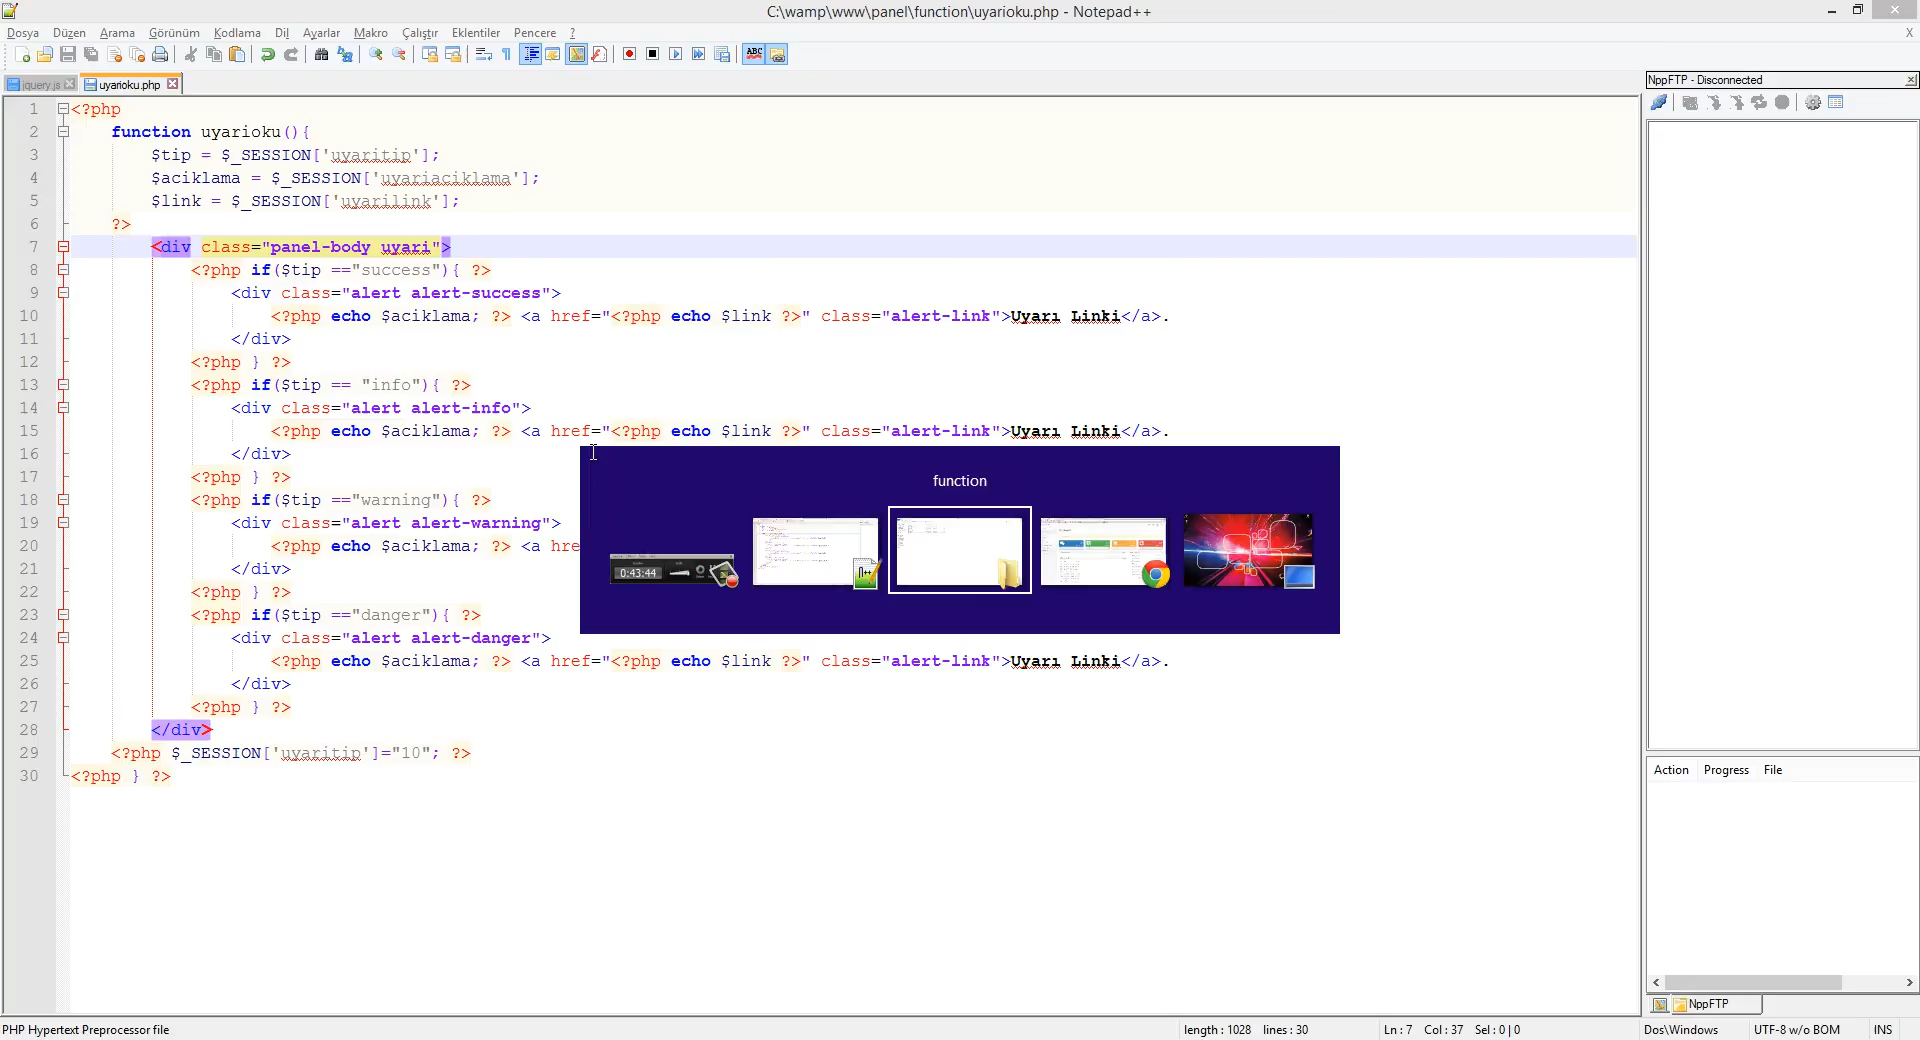 C:\wamp\www\panel\function\uyarioku.php - Notepad++
Dosya Düzen Arama Görünüm Kodlama Dil Ayarlar Makro Çalıştır Eklentiler Pencere ? X
jquery.js uyarioku.php
NppFTP - Disconnected
1 <?php
2 function uyarioku(){
3 $tip = $_SESSION['uyaritip'];
4 $aciklama = $_SESSION['uyariaciklama'];
5 $link = $_SESSION['uyarilink'];
6 ?>
7 <div class="panel-body uyari">
8 <?php if($tip =="success"){ ?>
9 <div class="alert alert-success">
10 <?php echo $aciklama; ?> <a href="<?php echo $link ?>" class="alert-link">Uyarı Linki</a>.
11 </div>
12 <?php } ?>
13 <?php if($tip == "info"){ ?>
14 <div class="alert alert-info">
15 <?php echo $aciklama; ?> <a href="<?php echo $link ?>" class="alert-link">Uyarı Linki</a>.
16 </div>
17 <?php } ?>
18 <?php if($tip =="warning"){ ?>
19 <div class="alert alert-warning">
20 <?php echo $aciklama; ?> <a hre
21 </div>
22 <?php } ?>
23 <?php if($tip =="danger"){ ?>
24 <div class="alert alert-danger">
25 <?php echo $aciklama; ?> <a href="<?php echo $link ?>" class="alert-link">Uyarı Linki</a>.
26 </div>
27 <?php } ?>
28 </div>
29 <?php $_SESSION['uyaritip']="10"; ?>
30 <?php } ?>
function
0:43:44
Action Progress File
NppFTP
PHP Hypertext Preprocessor file length : 1028 lines : 30 Ln : 7 Col : 37 Sel : 0 | 0 Dos\Windows UTF-8 w/o BOM INS